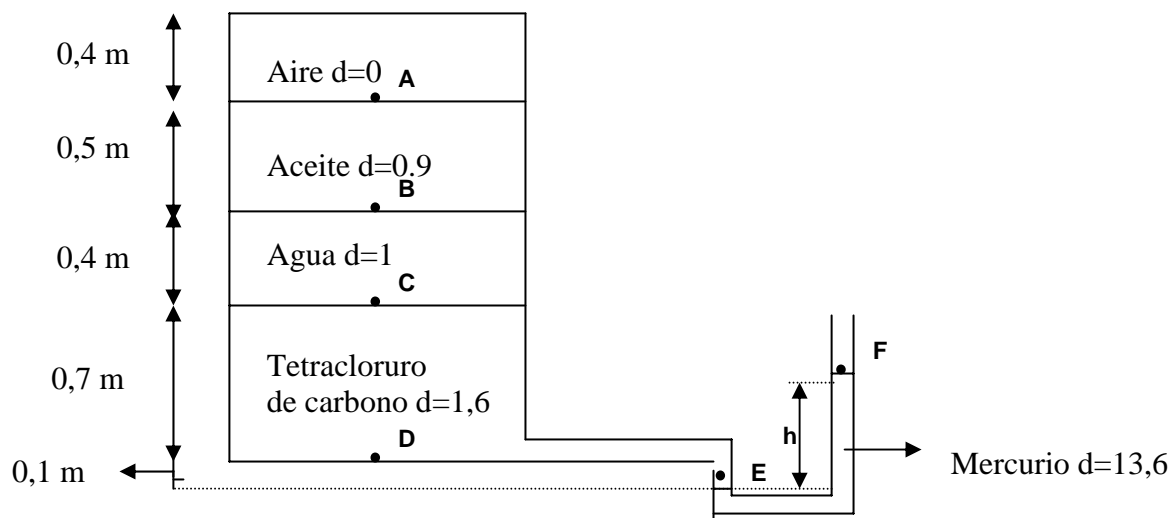 0,4 m
Aire d=0
A
0,5 m
Aceite d=0.9
B
0,4 m
Agua d=1
C
F
0,7 m
Tetracloruro
de carbono d=1,6
D
h
0,1 m
E
Mercurio d=13,6